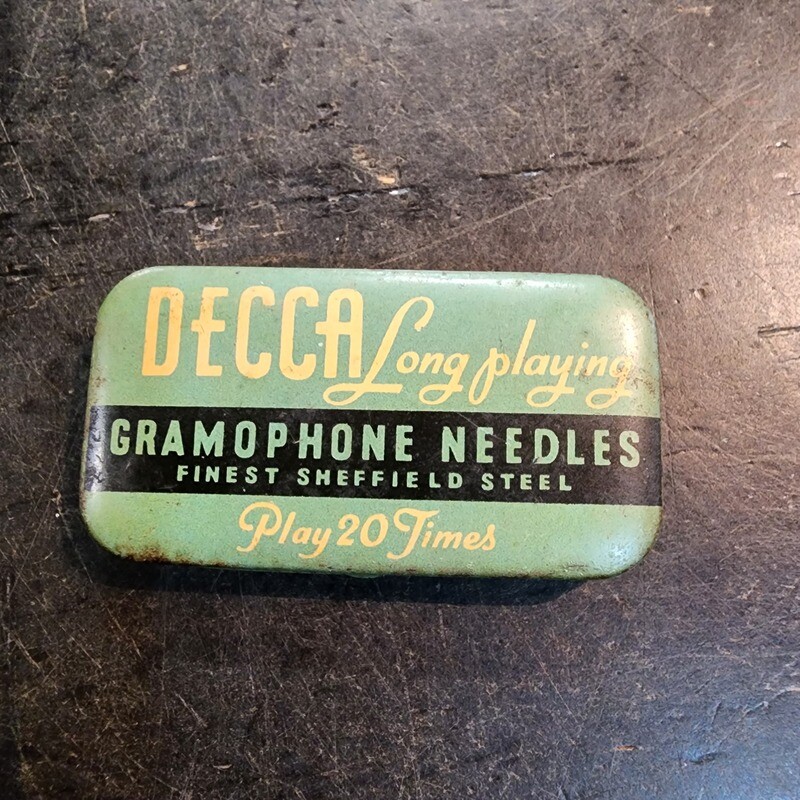 DECCA Long playing
GRAMOPHONE NEEDLES
FINEST SHEFFIELD STEEL
Play 20 Times